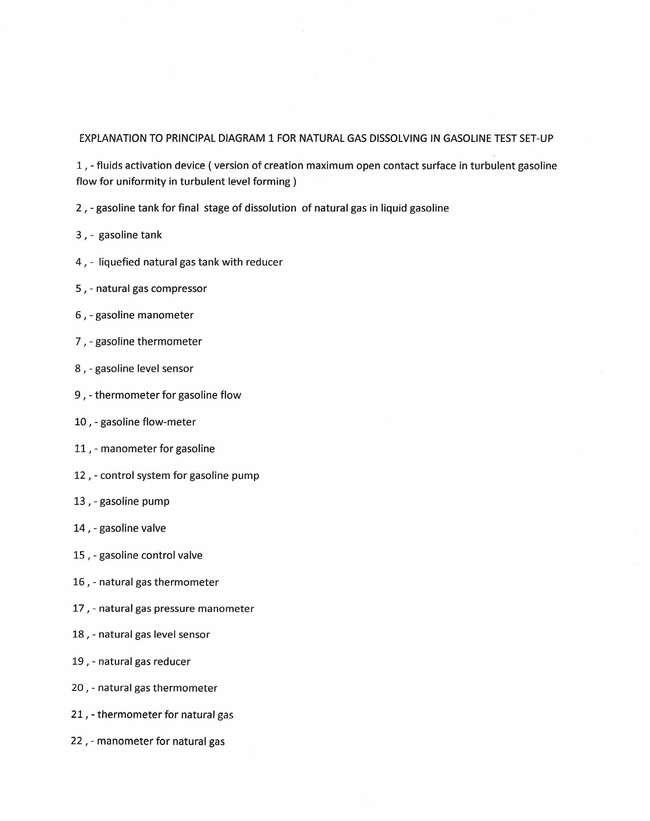 EXPLANATION TO PRINCIPAL DIAGRAM 1 FOR NATURAL GAS DISSOLVING IN GASOLINE TEST SET-UP
1 , - fluids activation device ( version of creation maximum open contact surface in turbulent gasoline
flow for uniformity in turbulent level forming )
2 , - gasoline tank for final stage of dissolution of natural gas in liquid gasoline
3 , - gasoline tank
4 , - liquefied natural gas tank with reducer
5 , - natural gas compressor
6 , - gasoline manometer
7 , - gasoline thermometer
8 , - gasoline level sensor
9 , - thermometer for gasoline flow
10 , - gasoline flow-meter
11 , - manometer for gasoline
12 , - control system for gasoline pump
13 , - gasoline pump
14 , - gasoline valve
15 , - gasoline control valve
16 , - natural gas thermometer
17 , - natural gas pressure manometer
18 , - natural gas level sensor
19 , - natural gas reducer
20 , - natural gas thermometer
21 , - thermometer for natural gas
22 , - manometer for natural gas